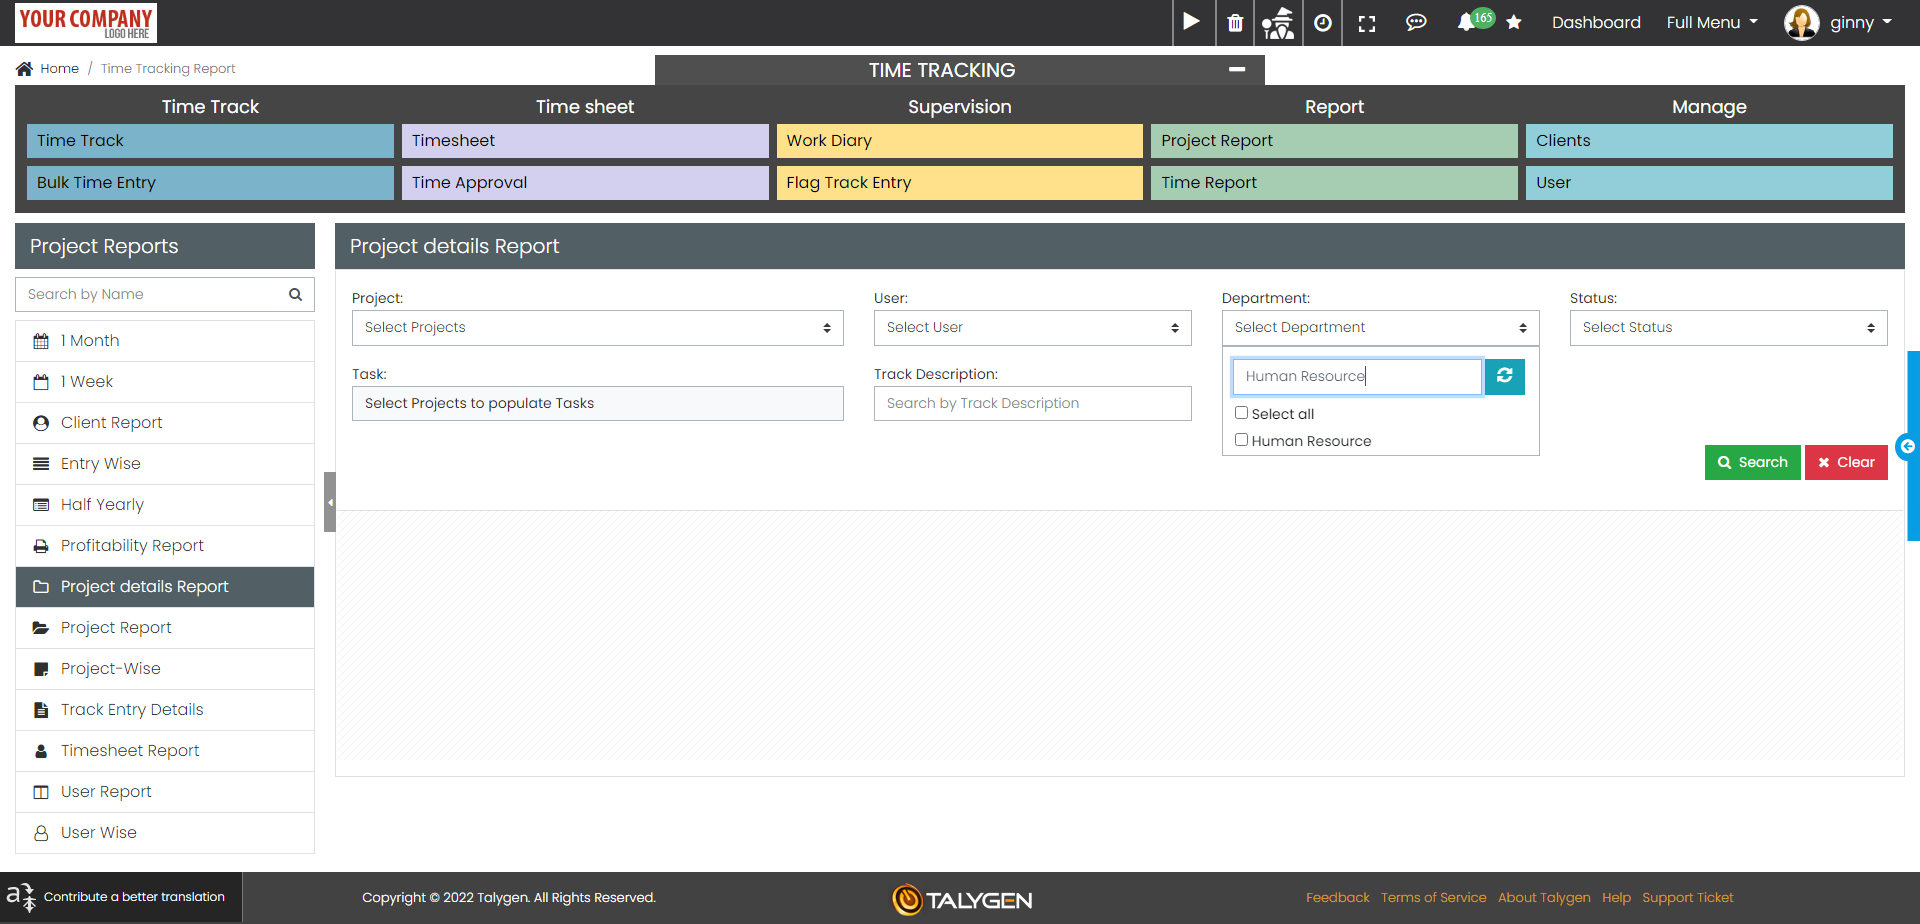 YOUR COMPANY
LOGO HERE
165
Dashboard
Full Menu
ginny
Home / Time Tracking Report
TIME TRACKING
Time Track
Time sheet
Supervision
Report
Manage
Time Track
Timesheet
Work Diary
Project Report
Clients
Bulk Time Entry
Time Approval
Flag Track Entry
Time Report
User
Project Reports
Search by Name
1 Month
1 Week
Client Report
Entry Wise
Half Yearly
Profitability Report
Project details Report
Project Report
Project-Wise
Track Entry Details
Timesheet Report
User Report
User Wise
Project details Report
Project:
Select Projects
User:
Select User
Department:
Select Department
Status:
Select Status
Human Resource
Select all
Human Resource
Task:
Select Projects to populate Tasks
Track Description:
Search by Track Description
Search
Clear
Contribute a better translation
Copyright © 2022 Talygen. All Rights Reserved.
TALYGEN
Feedback Terms of Service About Talygen Help Support Ticket